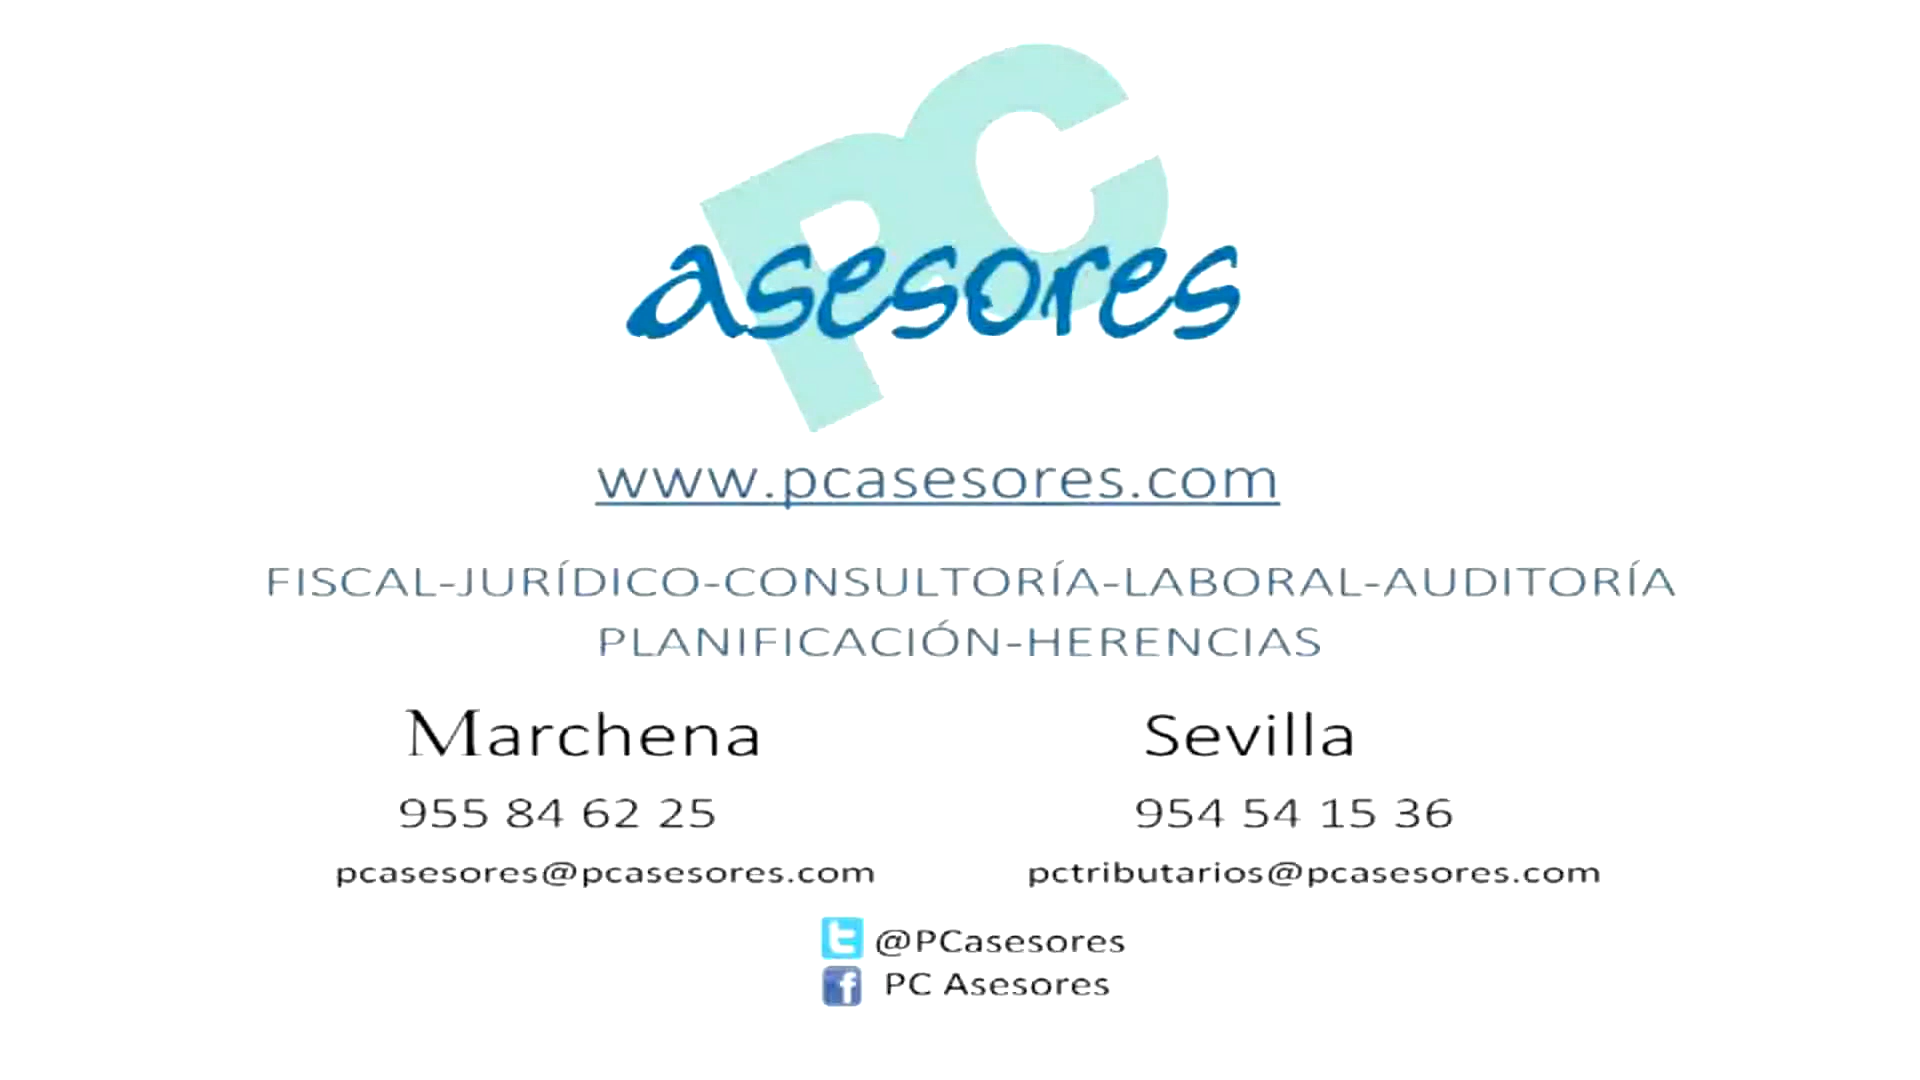 PC
asesores
www.pcasesores.com
FISCAL-JURÍDICO-CONSULTORÍA-LABORAL-AUDITORÍA
PLANIFICACIÓN-HERENCIAS
Marchena
955 84 62 25
pcasesores@pcasesores.com
Sevilla
954 54 15 36
pctributarios@pcasesores.com
@PCasesores
PC Asesores